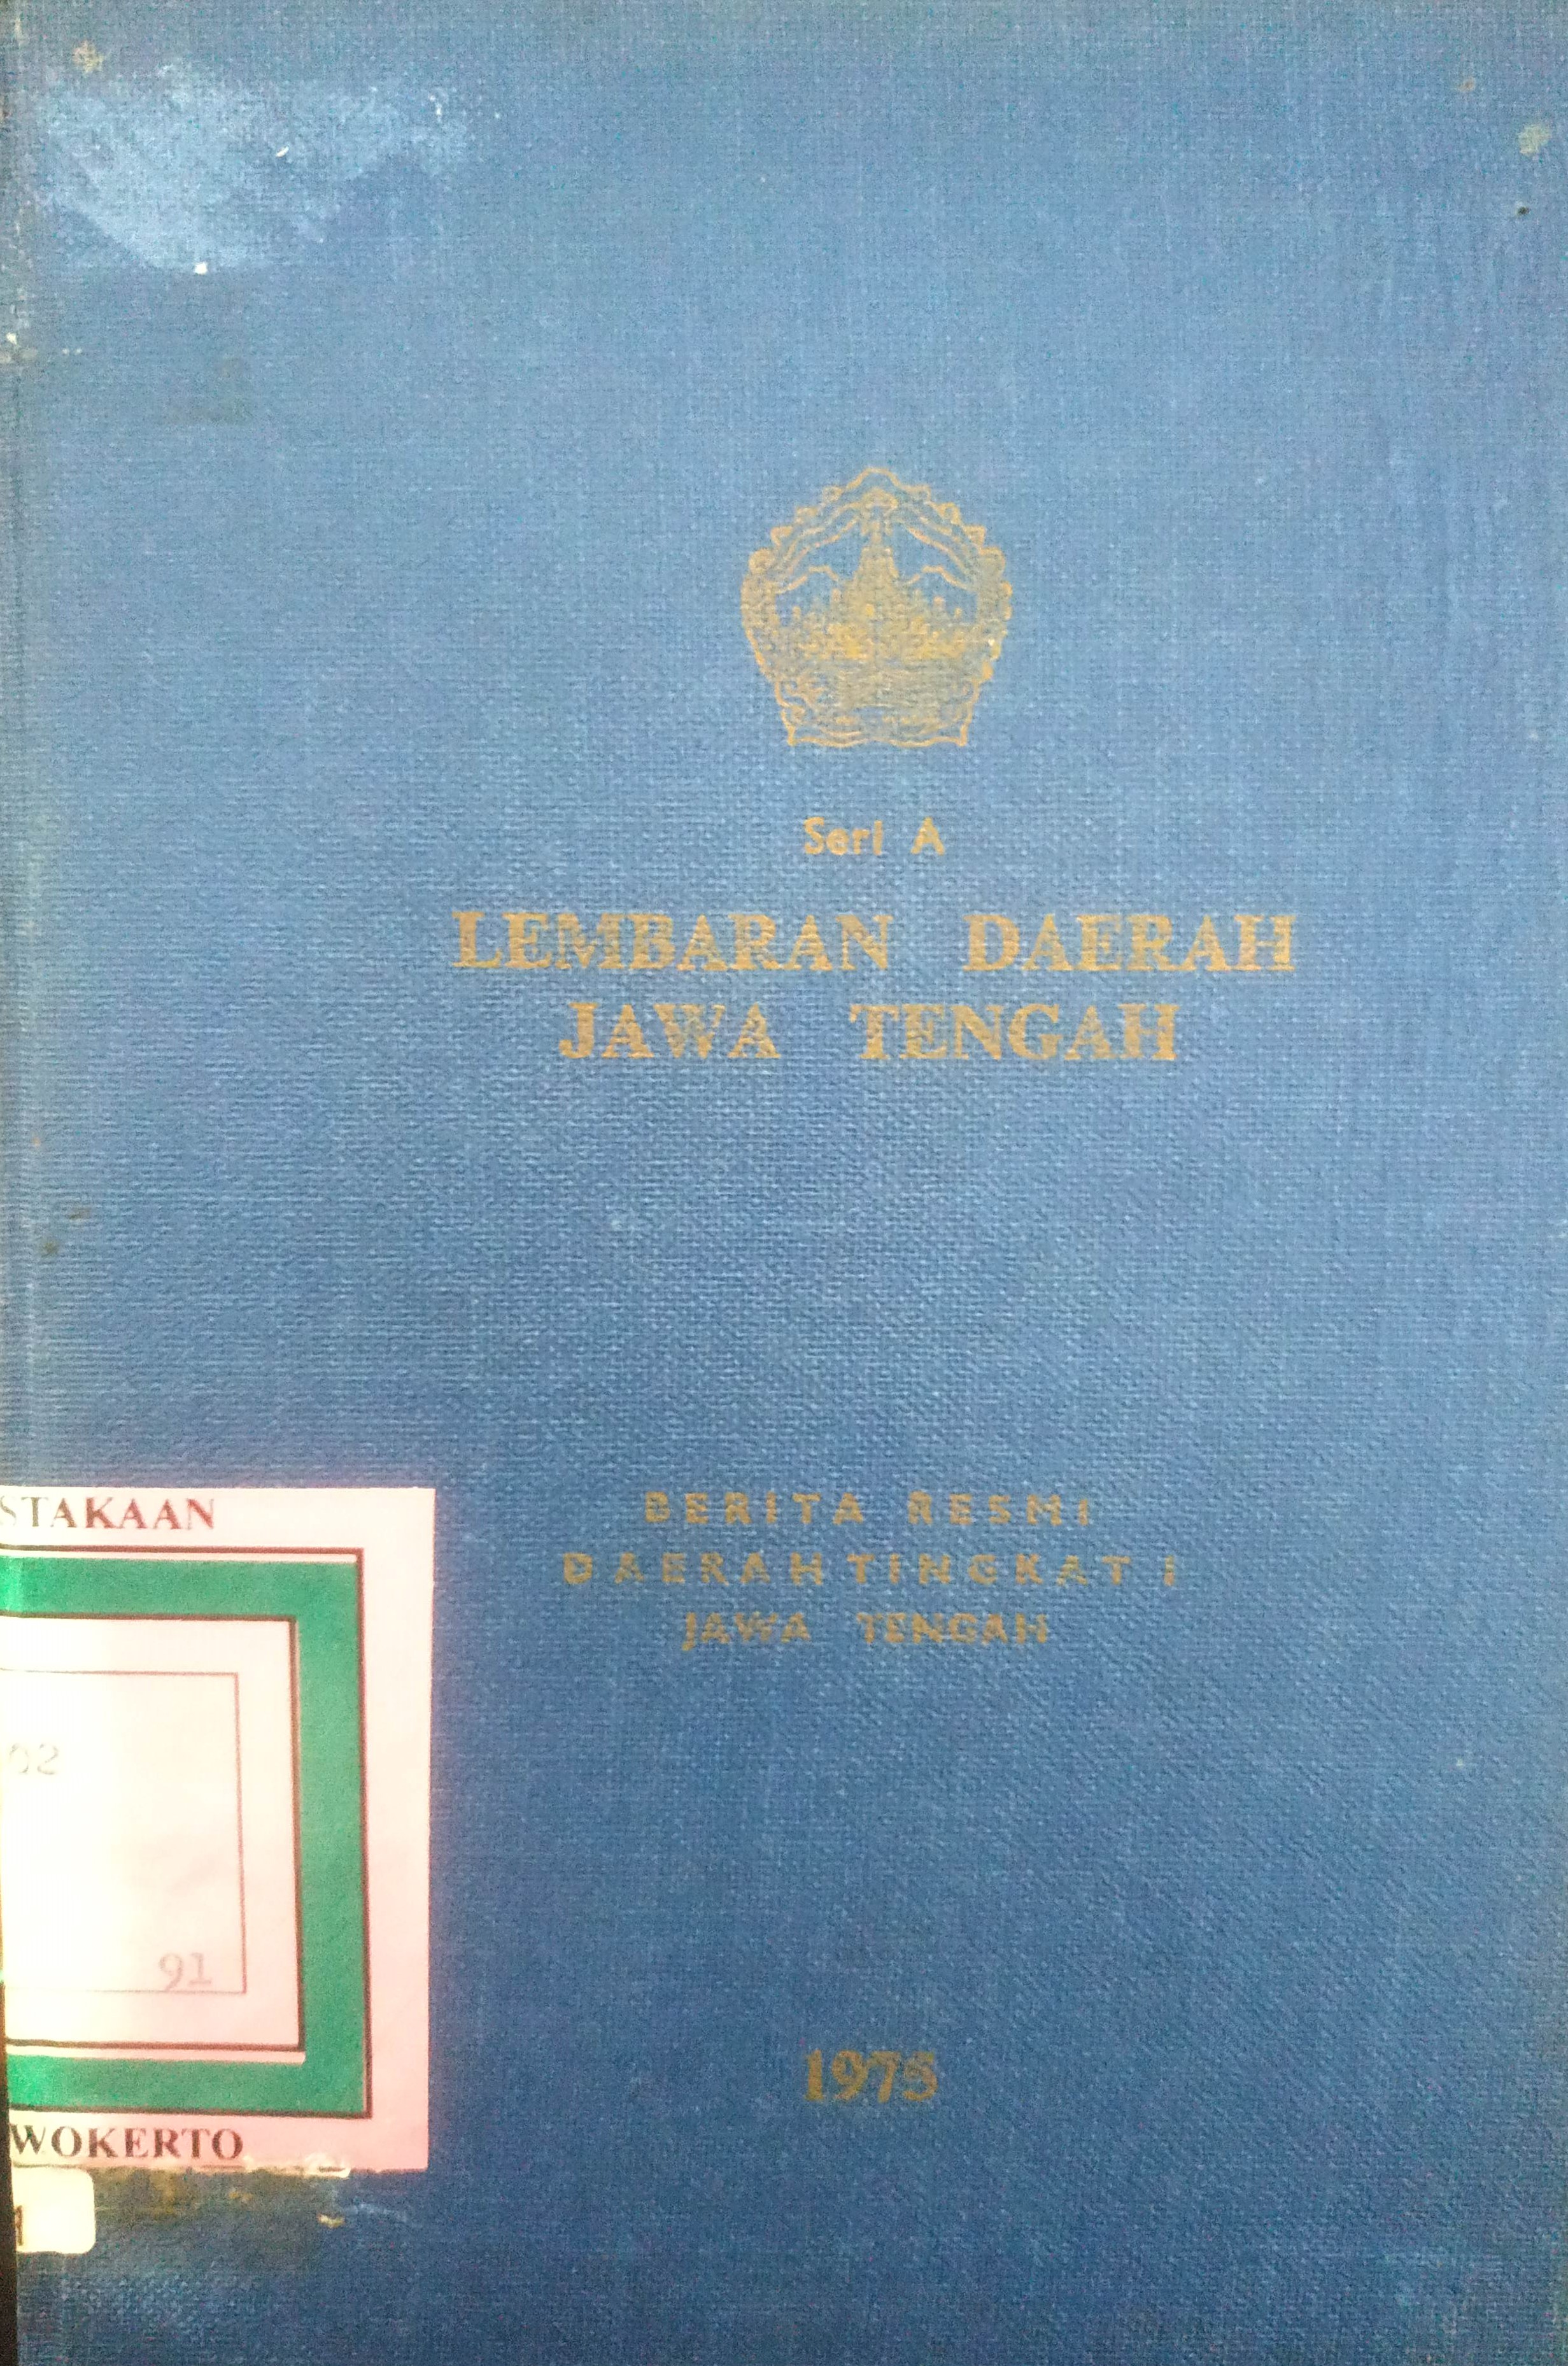 Seri A
LEMBARAN DAERAH
JAWA TENGAH
BERITA RESMI
DAERAH TINGKAT I
JAWA TENGAH
1975
STAKAAN
02
91
WOKERTO